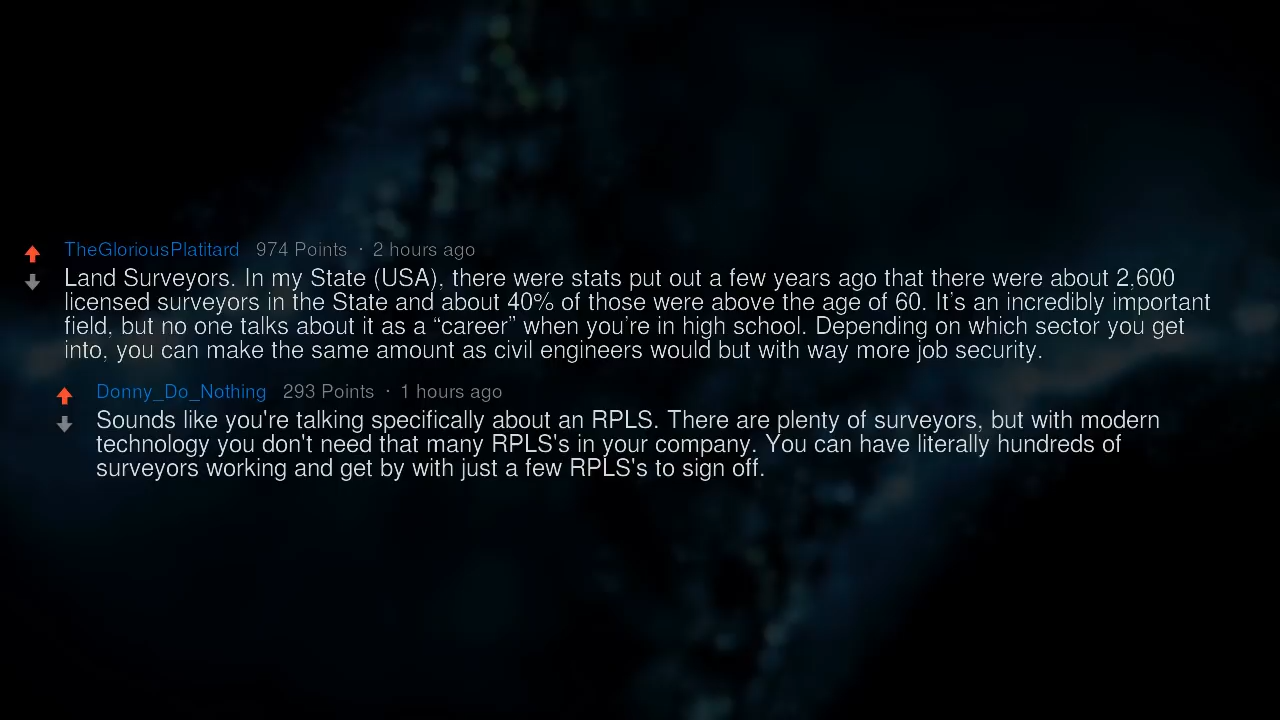 TheGloriousPlatitard 974 Points · 2 hours ago
Land Surveyors. In my State (USA), there were stats put out a few years ago that there were about 2,600
licensed surveyors in the State and about 40% of those were above the age of 60. It's an incredibly important
field, but no one talks about it as a “career” when you're in high school. Depending on which sector you get
into, you can make the same amount as civil engineers would but with way more job security.
Donny_Do_Nothing 293 Points · 1 hours ago
Sounds like you're talking specifically about an RPLS. There are plenty of surveyors, but with modern
technology you don't need that many RPLS's in your company. You can have literally hundreds of
surveyors working and get by with just a few RPLS's to sign off.